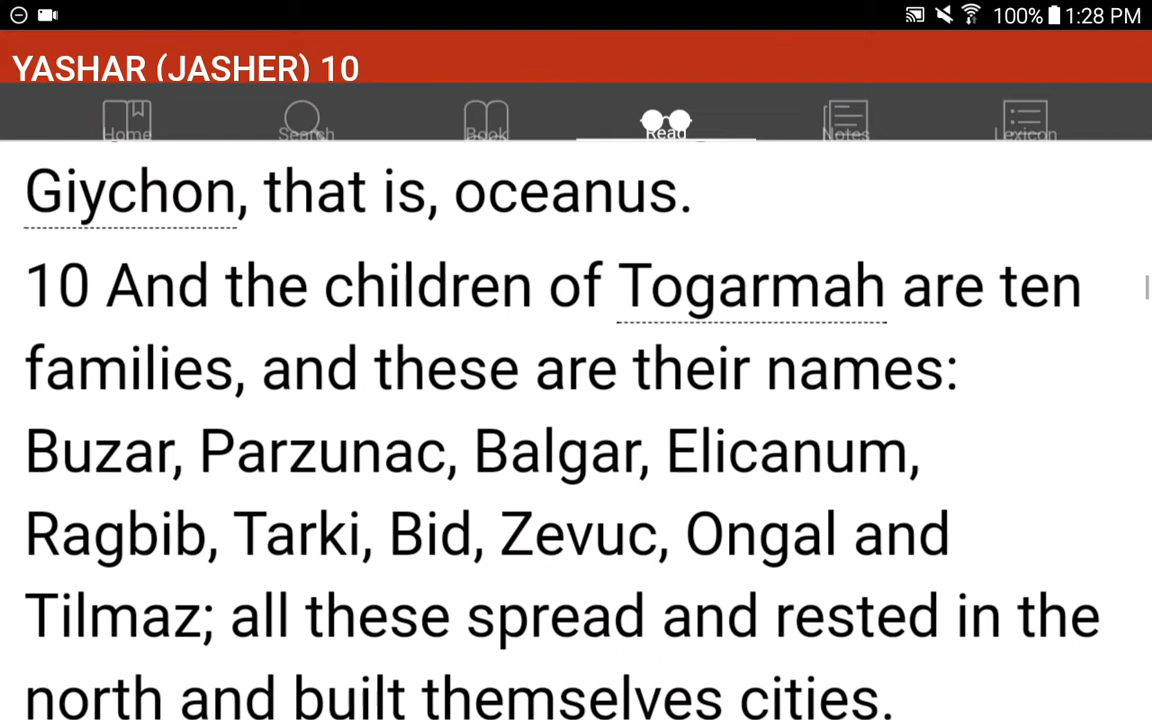 100% 1:28 PM
YASHAR (JASHER) 10
Home Search Book Read Notes Lexicon
Giychon, that is, oceanus.
10 And the children of Togarmah are ten
families, and these are their names:
Buzar, Parzunac, Balgar, Elicanum,
Ragbib, Tarki, Bid, Zevuc, Ongal and
Tilmaz; all these spread and rested in the
north and built themselves cities.